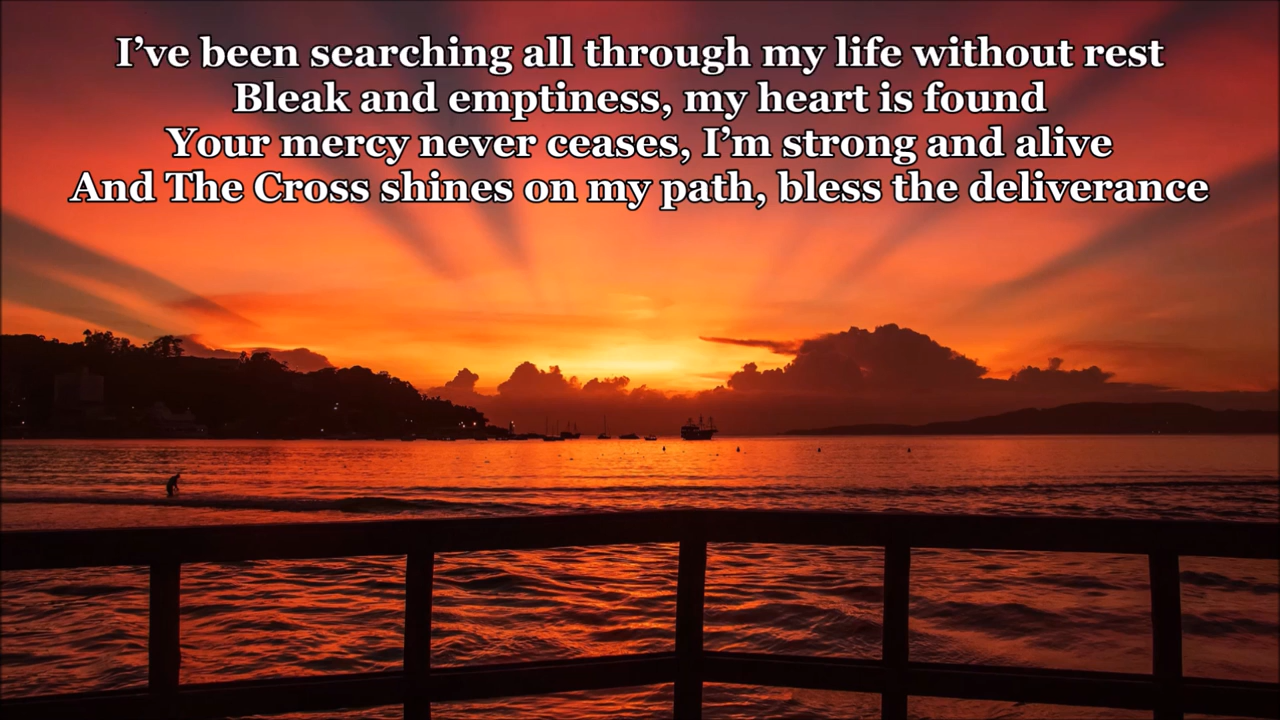 I’ve been searching all through my life without rest
Bleak and emptiness, my heart is found
Your mercy never ceases, I’m strong and alive
And The Cross shines on my path, bless the deliverance